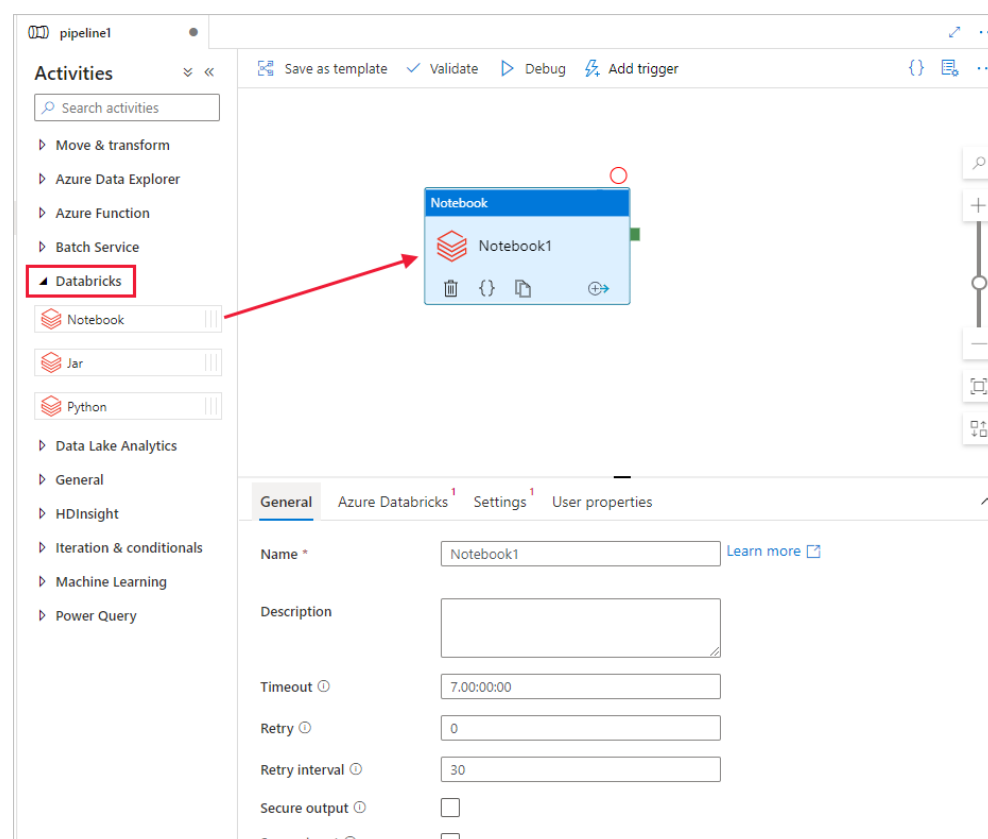 pipeline1
Activities
Save as template
Validate
Debug
Add trigger
Search activities
Move & transform
Azure Data Explorer
Azure Function
Batch Service
Databricks
Notebook
Jar
Python
Data Lake Analytics
General
HDInsight
Iteration & conditionals
Machine Learning
Power Query
Notebook
Notebook1
General
Azure Databricks 1
Settings 1
User properties
Name *
Notebook1
Learn more
Description
Timeout
7.00:00:00
Retry
0
Retry interval
30
Secure output